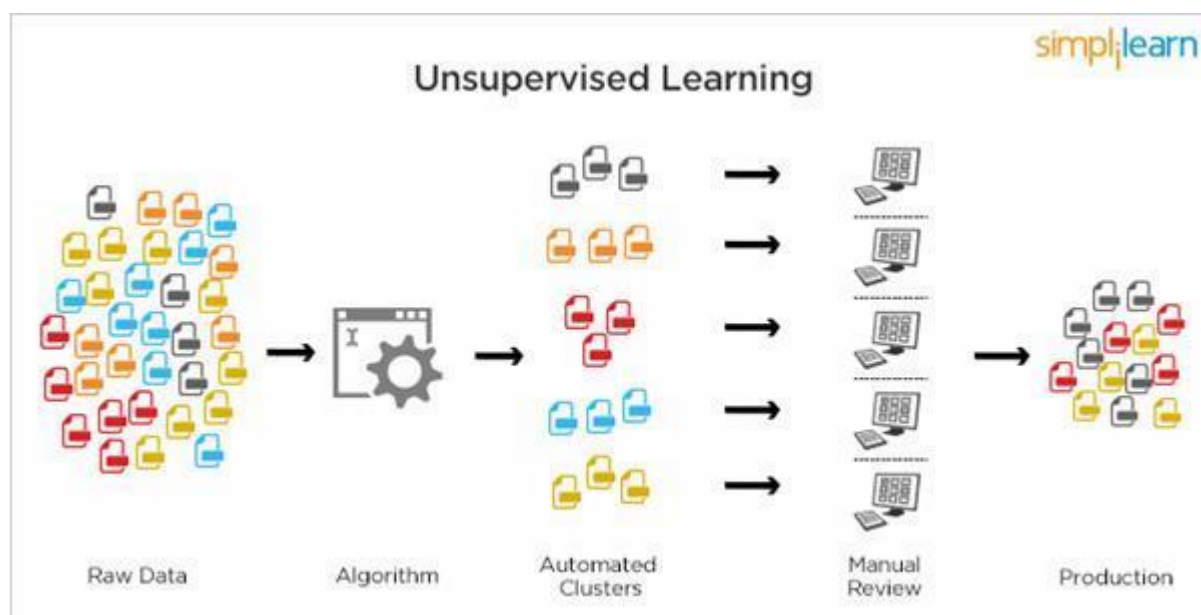 simplilearn
Unsupervised Learning
Raw Data
Algorithm
Automated
Clusters
Manual
Review
Production